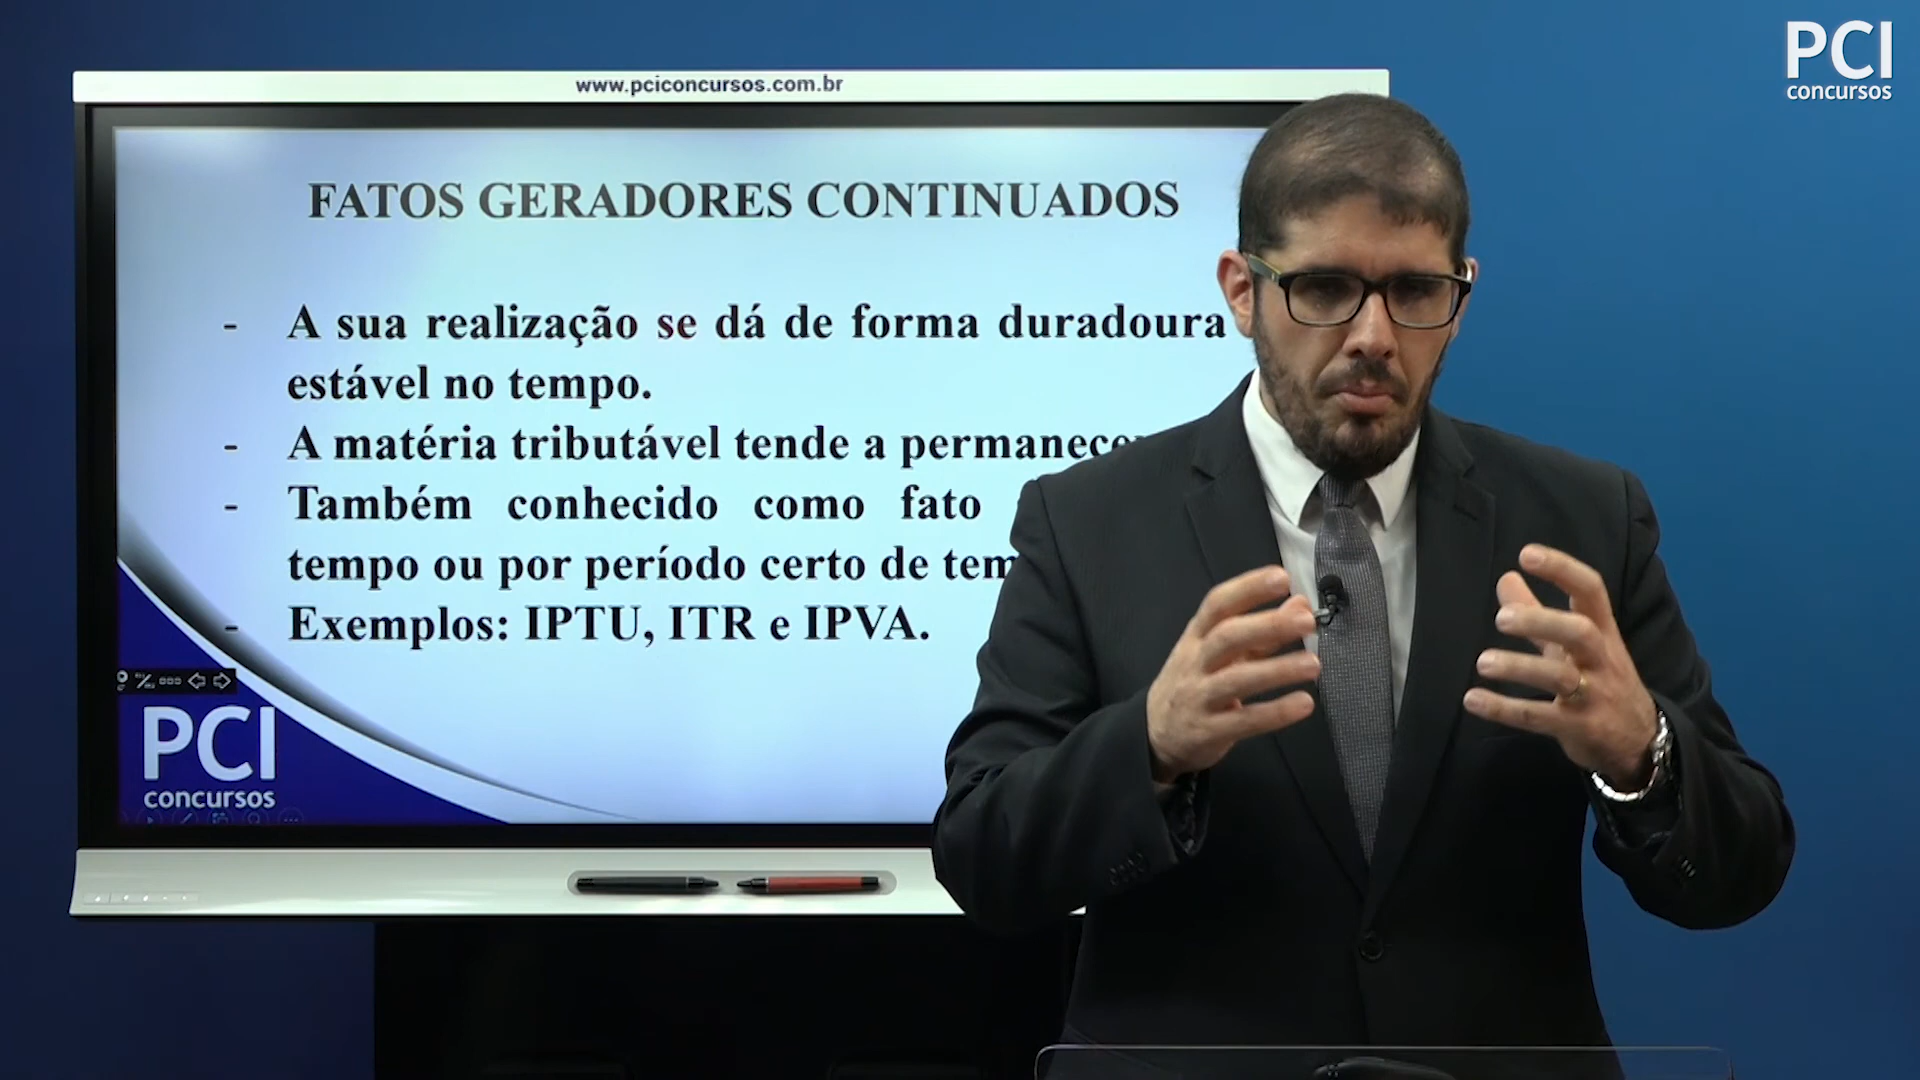 www.pciconcursos.com.br
PCI
concursos
FATOS GERADORES CONTINUADOS
- A sua realização se dá de forma duradoura
estável no tempo.
- A matéria tributável tende a permanecer
- Também conhecido como fato
tempo ou por período certo de
- Exemplos: IPTU, ITR e IPVA.
PCI
concursos